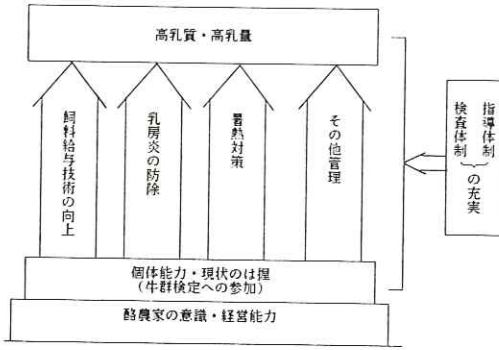 高乳質・高乳量
飼料給与技術の向上
乳房炎の防除
暑熱対策
その他管理
指導体制
検査体制
の充実
個体能力・現状のは握
(牛群検定への参加)
酪農家の意識・経営能力